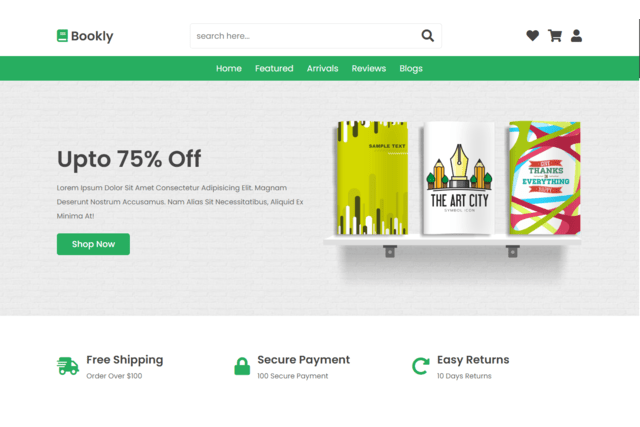 Bookly
search here...
Home Featured Arrivals Reviews Blogs
Upto 75% Off
Lorem Ipsum Dolor Sit Amet Consectetur Adipisicing Elit. Magnam
Deserunt Nostrum Accusamus. Nam Alias Sit Necessitatibus, Aliquid Ex
Minima At!
Shop Now
SAMPLE TEXT
THE ART CITY
SYMBOL ICON
THANKS
EVERYTHING
Free Shipping
Order Over $100
Secure Payment
100 Secure Payment
Easy Returns
10 Days Returns